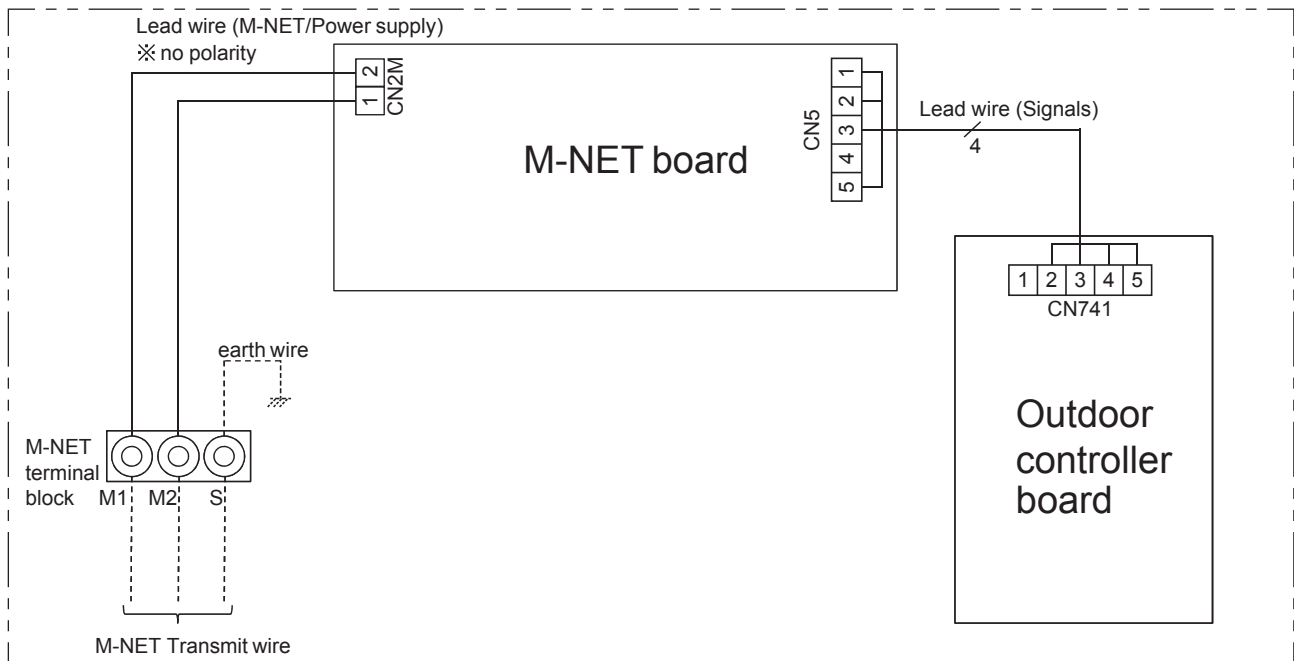 Lead wire (M-NET/Power supply)
※ no polarity
2
1
CN2M
M-NET board
CN5
1
2
3
4
5
Lead wire (Signals)
4
1 2 3 4 5
CN741
Outdoor
controller
board
earth wire
M-NET
terminal
block
M1 M2 S
M-NET Transmit wire